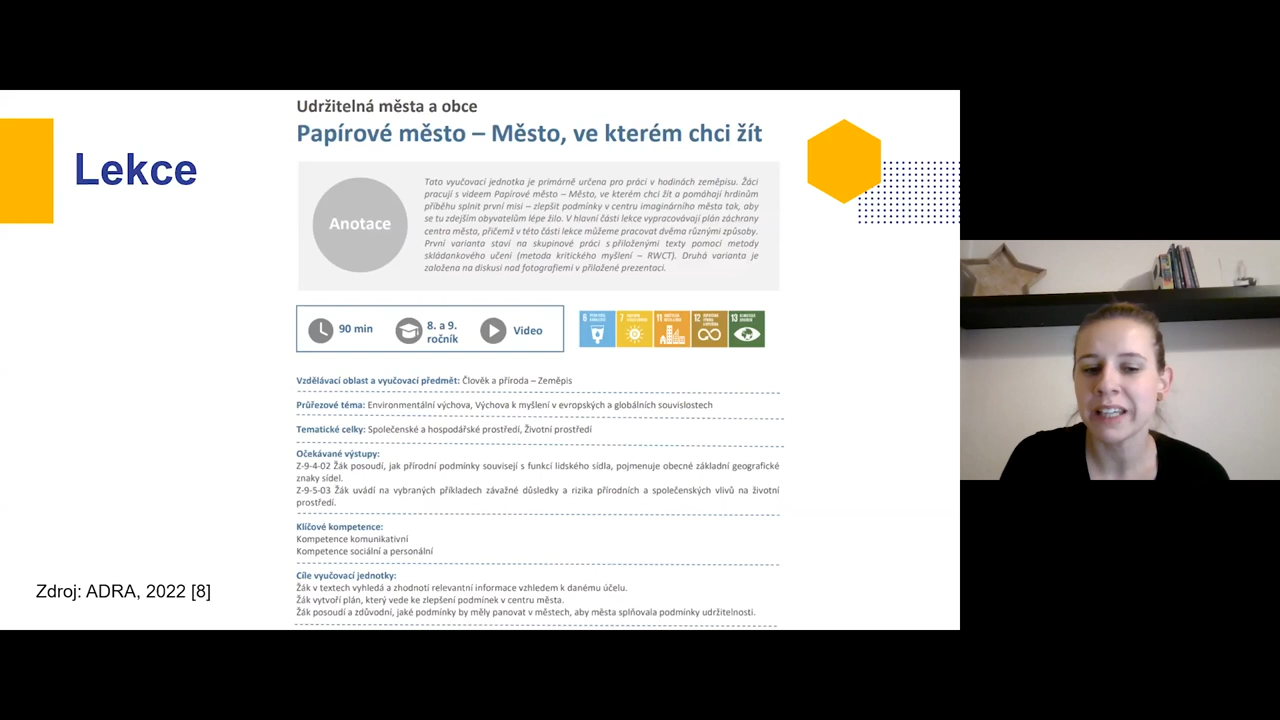 Lekce
Udržitelná města a obce
Papírové město – Město, ve kterém chci žít
Anotace
Tato vyučovací jednotka je primárně určena pro práci v hodinách zeměpisu. Žáci
pracují s videem Papírové město – Město, ve kterém chci žít a pomáhají hrdinům
příběhu splnit první misi – zlepšit podmínky v centru imaginárního města tak, aby
se tu zdejším obyvatelům lépe žilo. V hlavní části lekce vypracovávají plán záchrany
centra města, přičemž v této části lekce můžeme pracovat dvěma různými způsoby.
První varianta staví na skupinové práci s přiloženými texty pomocí metody
skládankového učení (metoda kritického myšlení – RWCT). Druhá varianta je
založena na diskusi nad fotografiemi v přiložené prezentaci.
90 min
8. a 9.
ročník
Video
6
7
11
12
13
Vzdělávací oblast a vyučovací předmět: Člověk a příroda – Zeměpis
Průřezové téma: Environmentální výchova, Výchova k myšlení v evropských a globálních souvislostech
Tematické celky: Společenské a hospodářské prostředí, Životní prostředí
Očekávané výstupy:
Z-9-4-02 Žák posoudí, jak přírodní podmínky souvisejí s funkcí lidského sídla, pojmenuje obecné základní geografické
znaky sídel.
Z-9-5-03 Žák uvádí na vybraných příkladech závažné důsledky a rizika přírodních a společenských vlivů na životní
prostředí.
Klíčové kompetence:
Kompetence komunikativní
Kompetence sociální a personální
Cíle vyučovací jednotky:
Žák v textech vyhledá a zhodnotí relevantní informace vzhledem k danému účelu.
Žák vytvoří plán, který vede ke zlepšení podmínek v centru města.
Žák posoudí a zdůvodní, jaké podmínky by měly panovat v městech, aby města splňovala podmínky udržitelnosti.
Zdroj: ADRA, 2022 [8]